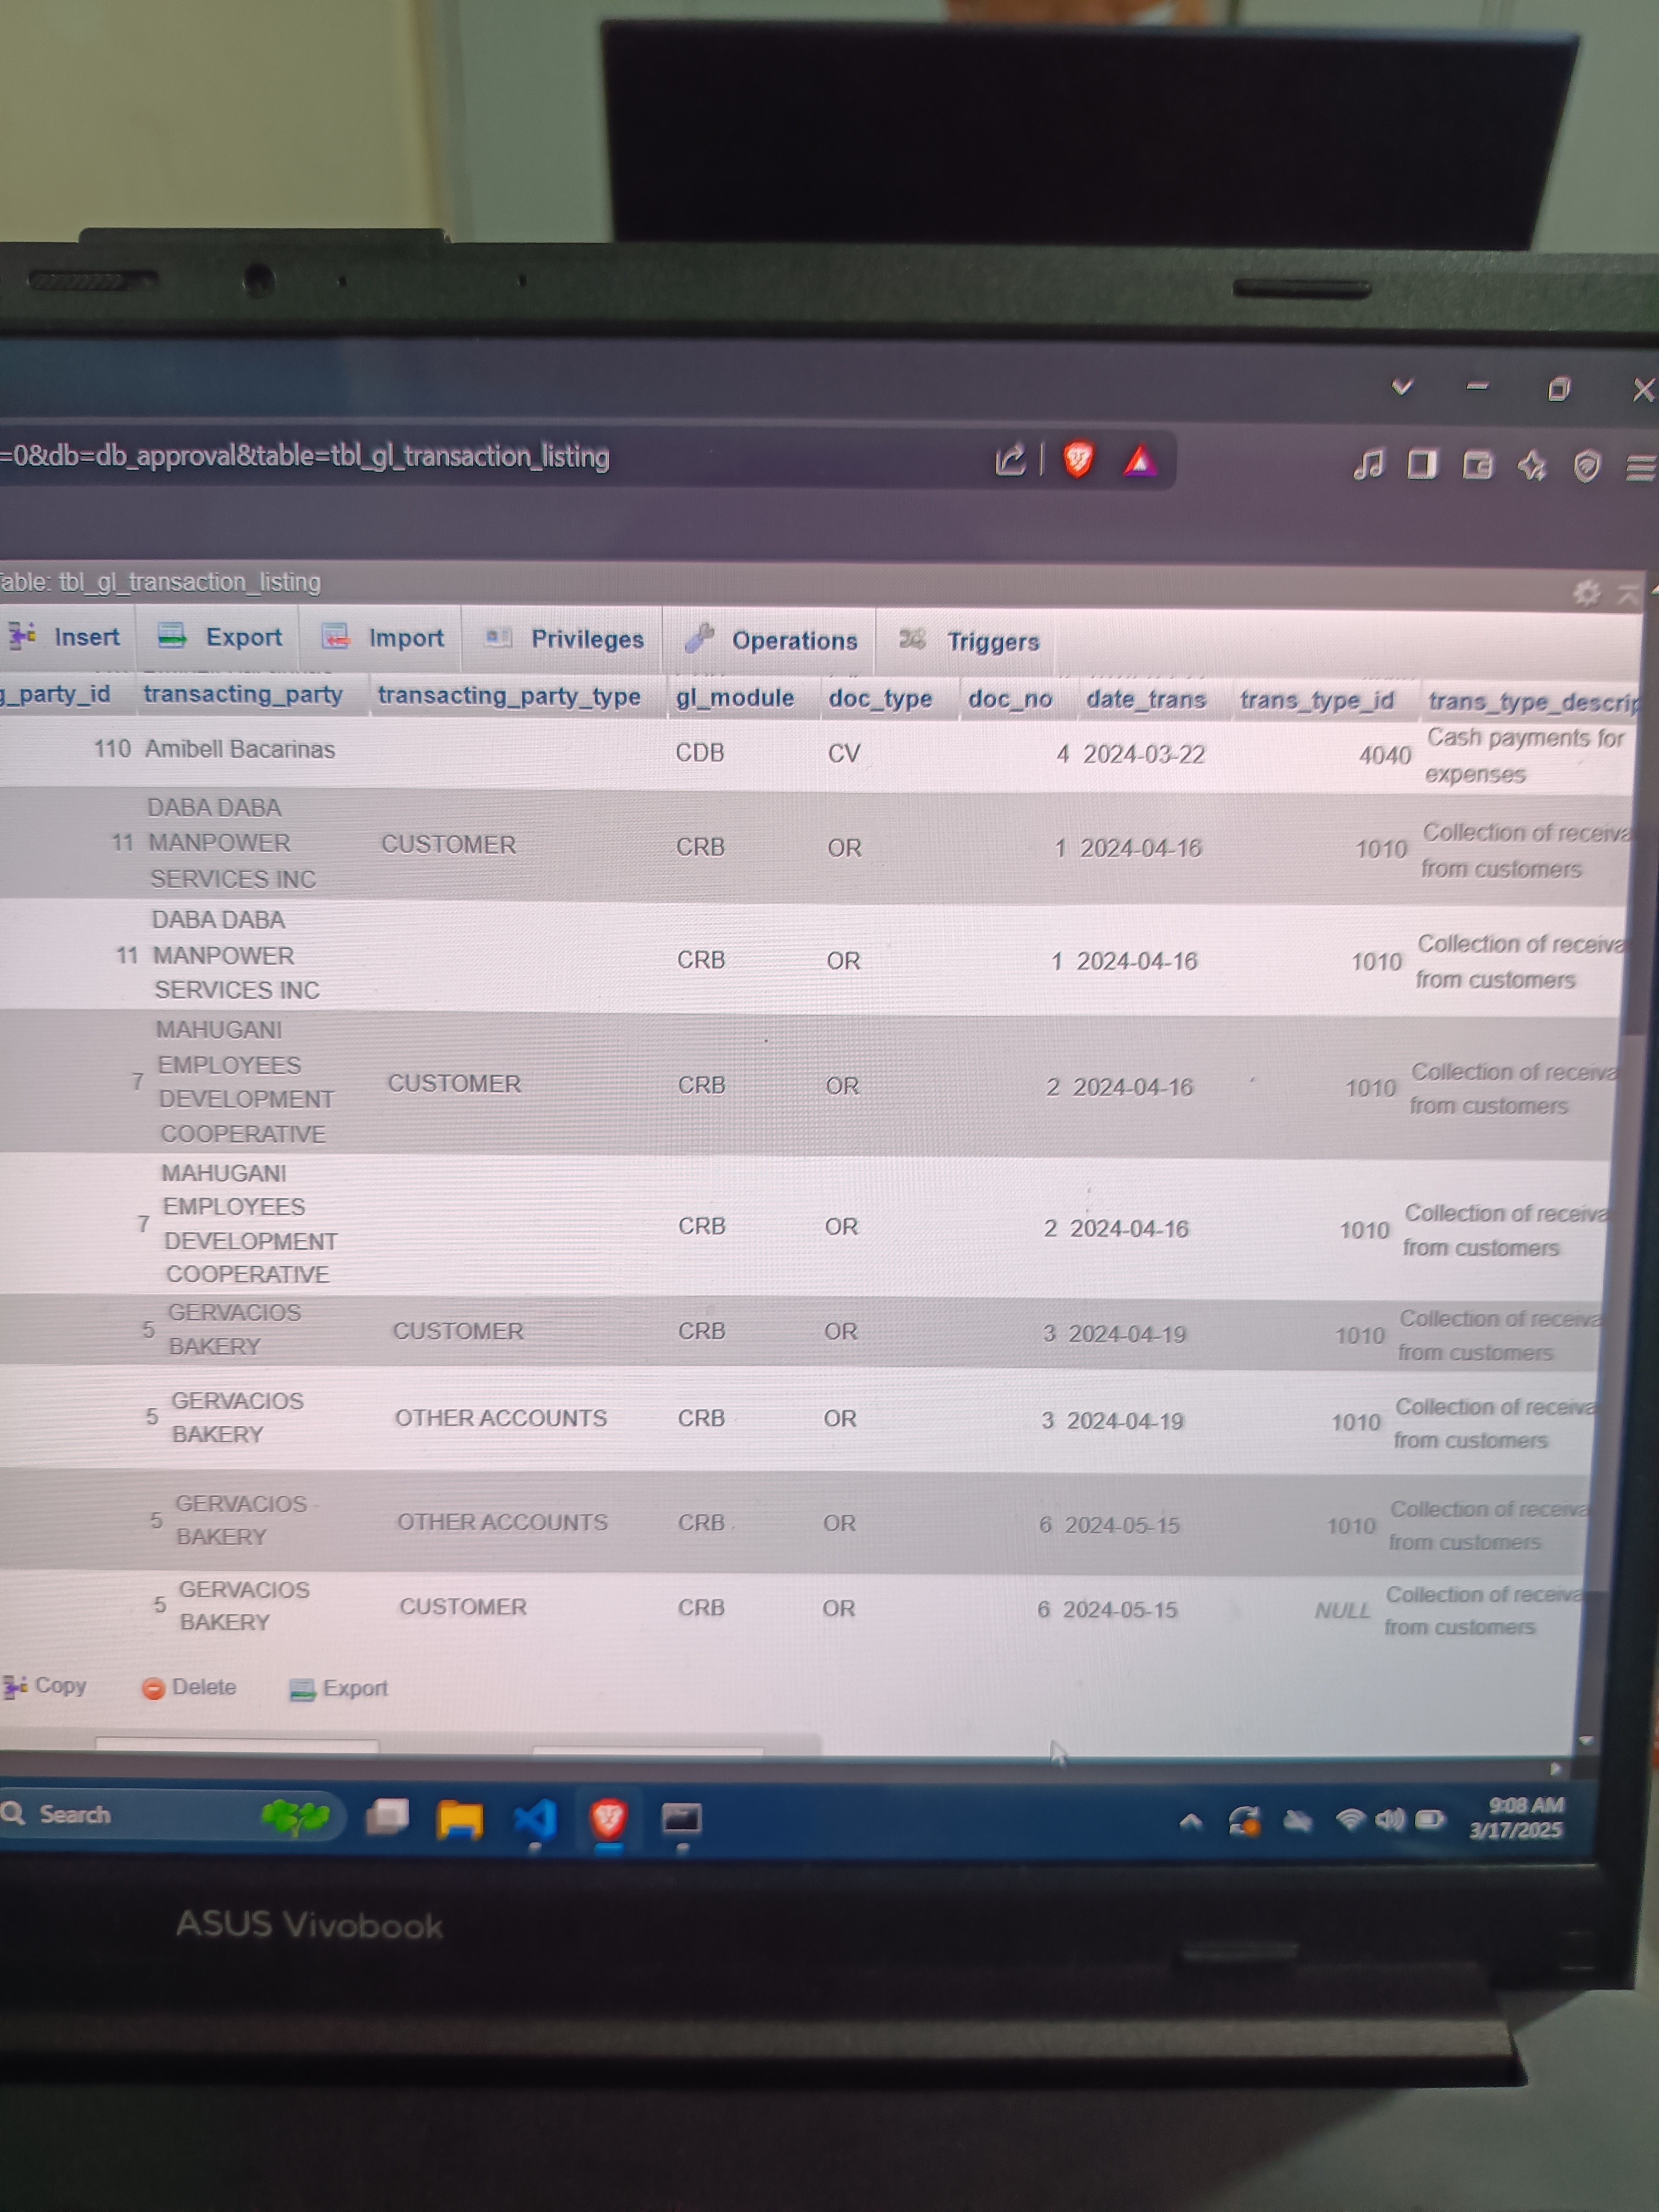 =0&db=db_approval&table=tbl_gl_transaction_listing
able: tbl_gl_transaction_listing
Insert Export Import Privileges Operations Triggers
g_party_id transacting_party transacting_party_type gl_module doc_type doc_no date_trans trans_type_id trans_type_descrip
110 Amibell Bacarinas CDB CV 4 2024-03-22 4040 Cash payments for
expenses
DABA DABA
11 MANPOWER CUSTOMER CRB OR 1 2024-04-16 1010 Collection of receiva
SERVICES INC from customers
DABA DABA
11 MANPOWER CRB OR 1 2024-04-16 1010 Collection of receiva
SERVICES INC from customers
MAHUGANI
EMPLOYEES
7 DEVELOPMENT CUSTOMER CRB OR 2 2024-04-16 1010 Collection of receiva
COOPERATIVE from customers
MAHUGANI
EMPLOYEES
7 DEVELOPMENT CRB OR 2 2024-04-16 1010 Collection of receiva
COOPERATIVE from customers
5 GERVACIOS CUSTOMER CRB OR 3 2024-04-19 1010 Collection of receiva
BAKERY from customers
5 GERVACIOS OTHER ACCOUNTS CRB OR 3 2024-04-19 1010 Collection of receiva
BAKERY from customers
5 GERVACIOS OTHER ACCOUNTS CRB OR 6 2024-05-15 1010 Collection of receiva
BAKERY from customers
5 GERVACIOS CUSTOMER CRB OR 6 2024-05-15 NULL Collection of receiva
BAKERY from customers
Copy Delete Export
Search
9:08 AM
3/17/2025
ASUS Vivobook